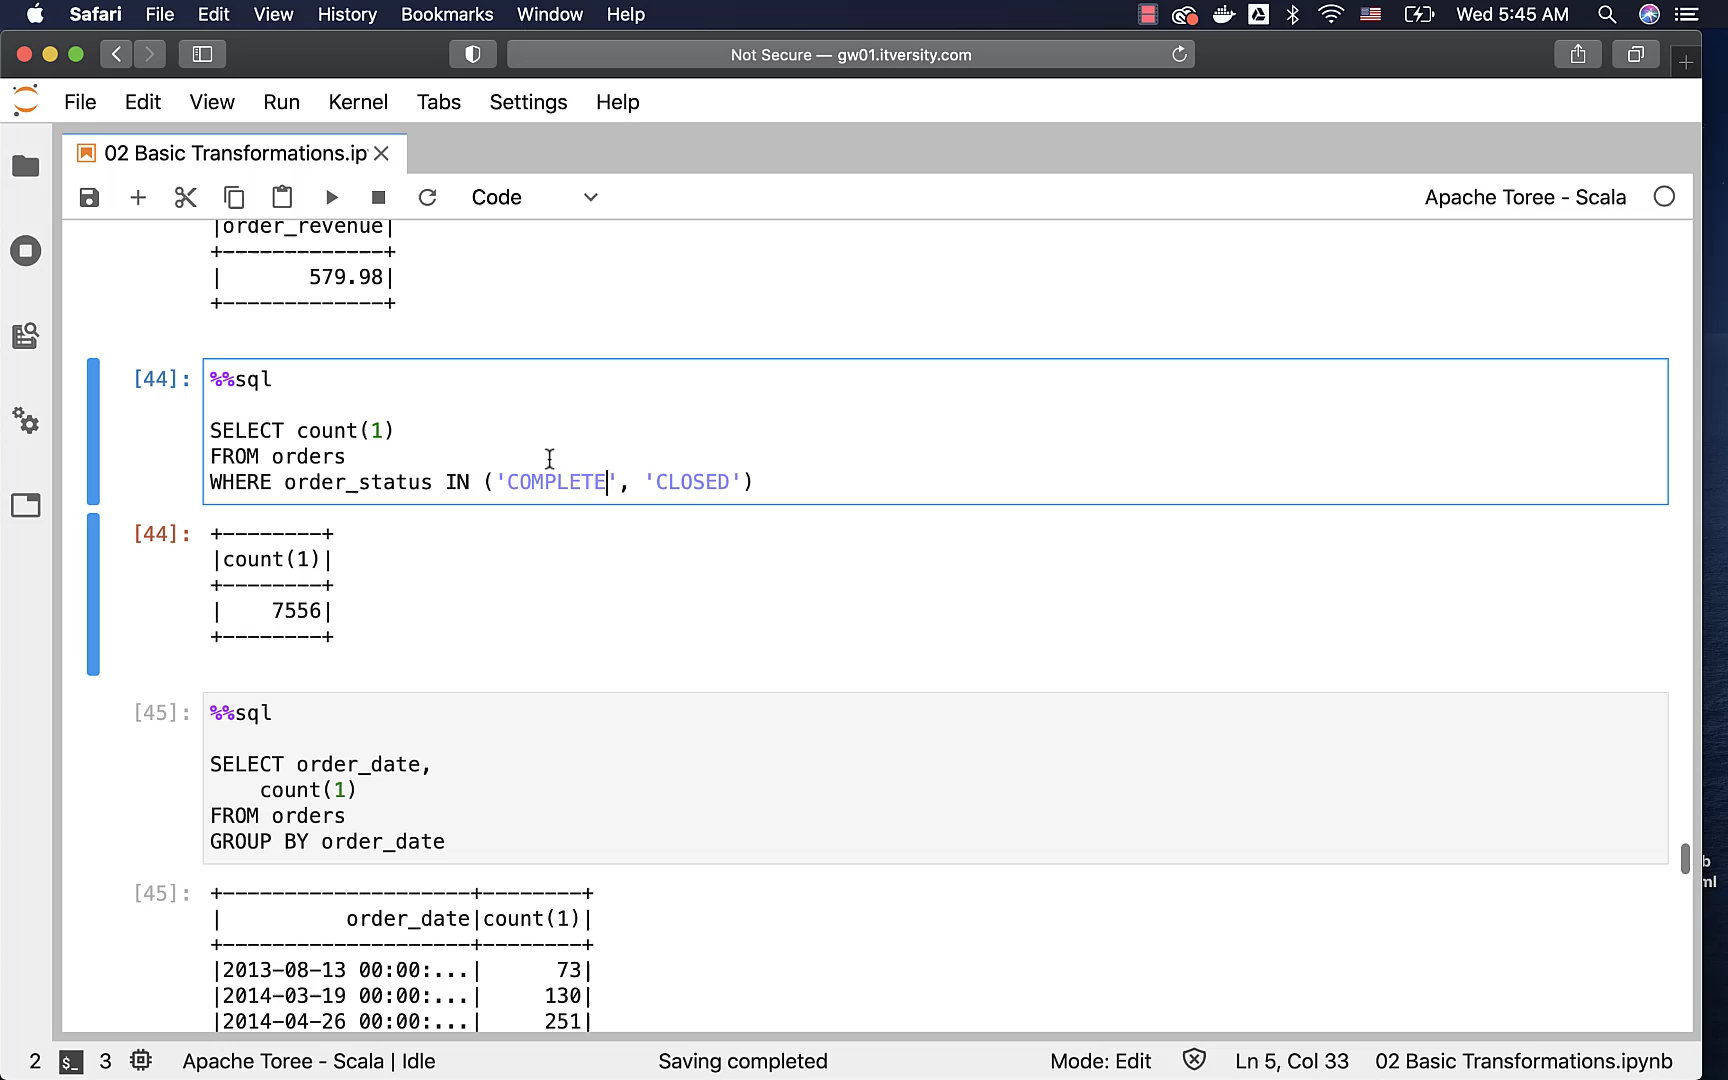 Safari File Edit View History Bookmarks Window Help Wed 5:45 AM
Not Secure — gw01.itversity.com
File Edit View Run Kernel Tabs Settings Help
02 Basic Transformations.ip
Code Apache Toree - Scala
|order_revenue|
+-------------+
|       579.98|
+-------------+
[44]: %%sql
SELECT count(1)
FROM orders
WHERE order_status IN ('COMPLETE', 'CLOSED')
[44]: +--------+
|count(1)|
+--------+
|    7556|
+--------+
[45]: %%sql
SELECT order_date,
    count(1)
FROM orders
GROUP BY order_date
[45]: +--------------------+--------+
|          order_date|count(1)|
+--------------------+--------+
|2013-08-13 00:00:...|      73|
|2014-03-19 00:00:...|     130|
|2014-04-26 00:00:...|     251|
b
ml
2 $_ 3 Apache Toree - Scala | Idle Saving completed Mode: Edit Ln 5, Col 33 02 Basic Transformations.ipynb